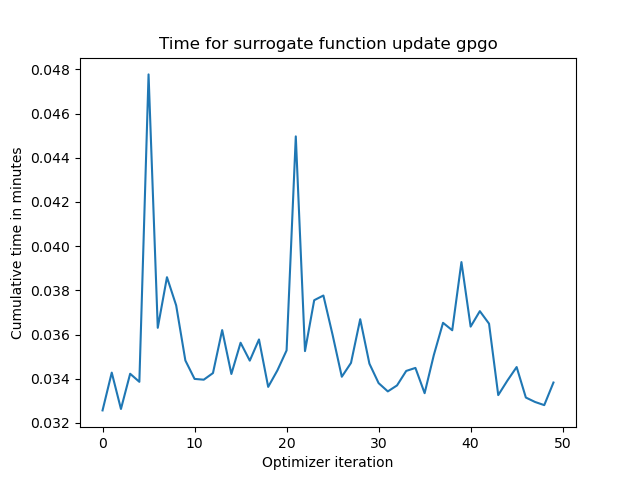 Time for surrogate function update gpgo
Cumulative time in minutes
0.048
0.046
0.044
0.042
0.040
0.038
0.036
0.034
0.032
0 10 20 30 40 50
Optimizer iteration